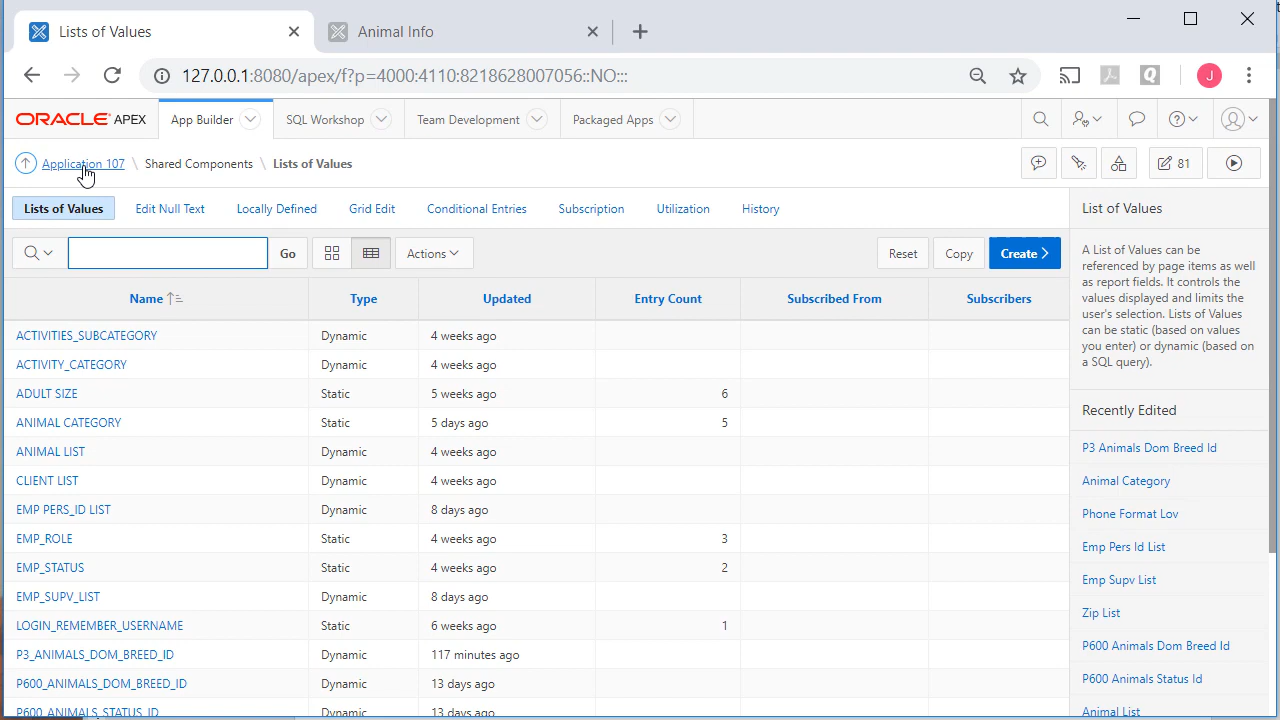 Lists of Values
Animal Info
127.0.0.1:8080/apex/f?p=4000:4110:8218628007056::NO:::
J
ORACLE APEX
App Builder
SQL Workshop
Team Development
Packaged Apps
Application 107 \ Shared Components \ Lists of Values
81
Lists of Values
Edit Null Text
Locally Defined
Grid Edit
Conditional Entries
Subscription
Utilization
History
Go
Actions
Reset
Copy
Create
Name
Type
Updated
Entry Count
Subscribed From
Subscribers
ACTIVITIES_SUBCATEGORY Dynamic 4 weeks ago
ACTIVITY_CATEGORY Dynamic 4 weeks ago
ADULT SIZE Static 5 weeks ago 6
ANIMAL CATEGORY Static 5 days ago 5
ANIMAL LIST Dynamic 4 weeks ago
CLIENT LIST Dynamic 4 weeks ago
EMP PERS_ID LIST Dynamic 8 days ago
EMP_ROLE Static 4 weeks ago 3
EMP_STATUS Static 4 weeks ago 2
EMP_SUPV_LIST Dynamic 8 days ago
LOGIN_REMEMBER_USERNAME Static 6 weeks ago 1
P3_ANIMALS_DOM_BREED_ID Dynamic 117 minutes ago
P600_ANIMALS_DOM_BREED_ID Dynamic 13 days ago
P600_ANIMALS_STATUS_ID Dynamic 13 days ago
List of Values
A List of Values can be
referenced by page items as well
as report fields. It controls the
values displayed and limits the
user's selection. Lists of Values
can be static (based on values
you enter) or dynamic (based on
a SQL query).
Recently Edited
P3 Animals Dom Breed Id
Animal Category
Phone Format Lov
Emp Pers Id List
Emp Supv List
Zip List
P600 Animals Dom Breed Id
P600 Animals Status Id
Animal List